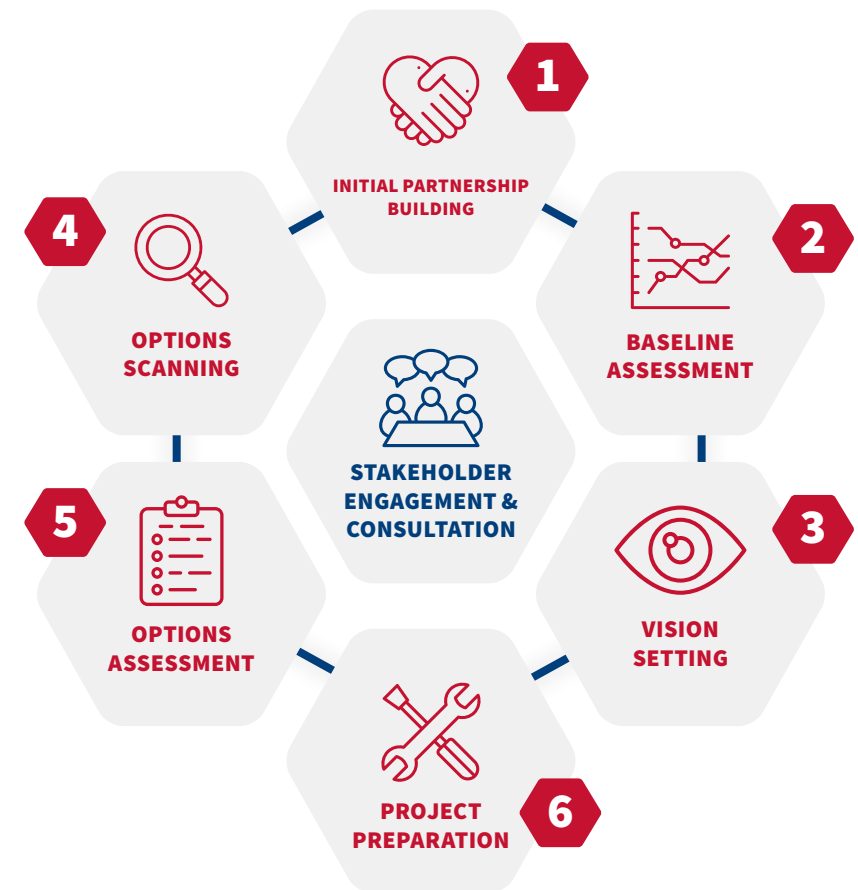 1
INITIAL PARTNERSHIP
BUILDING
2
BASELINE
ASSESSMENT
3
VISION
SETTING
4
OPTIONS
SCANNING
5
OPTIONS
ASSESSMENT
6
PROJECT
PREPARATION
STAKEHOLDER
ENGAGEMENT &
CONSULTATION